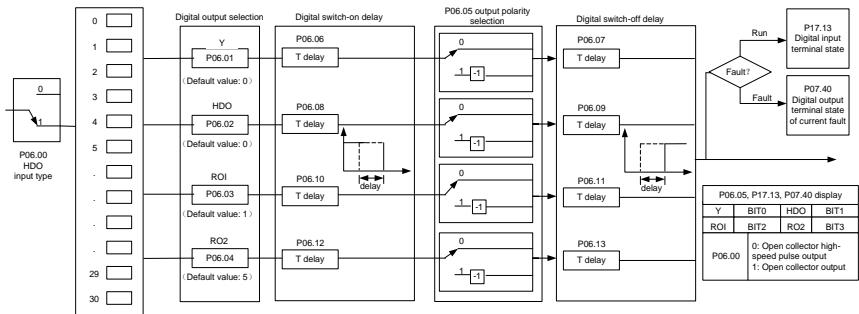 0
1
P06.00
HDO
input type
0
1
2
3
4
5
.
.
.
.
29
30
Digital output selection
Y
P06.01
(Default value: 0)
HDO
P06.02
(Default value: 0)
ROI
P06.03
(Default value: 1)
RO2
P06.04
(Default value: 5)
Digital switch-on delay
P06.06
T delay
P06.08
T delay
delay
P06.10
T delay
P06.12
T delay
P06.05 output polarity
selection
0
1
-1
0
1
-1
0
1
-1
0
1
-1
Digital switch-off delay
P06.07
T delay
P06.09
T delay
delay
P06.11
T delay
P06.13
T delay
Fault?
Run
Fault
P17.13
Digital input
terminal state
P07.40
Digital output
terminal state
of current fault
P06.05, P17.13, P07.40 display
Y BIT0 HDO BIT1
ROI BIT2 RO2 BIT3
P06.00
0: Open collector high-
speed pulse output
1: Open collector output